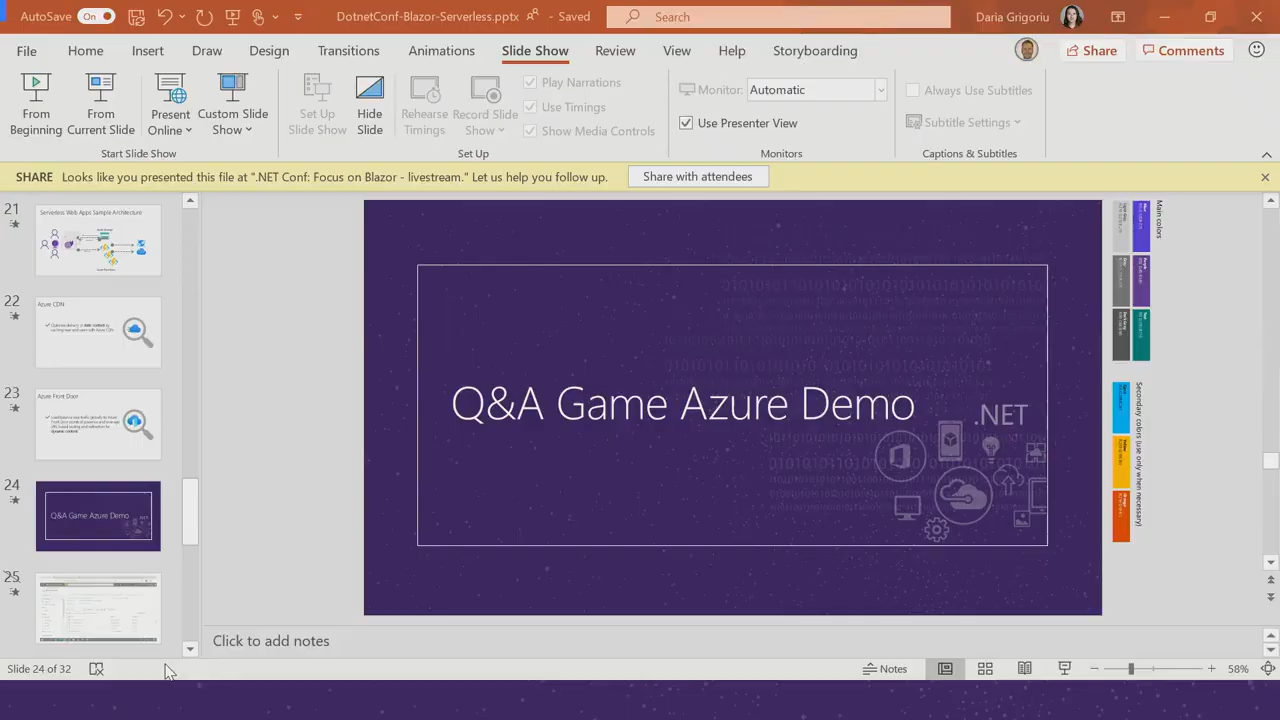 AutoSave On DotnetConf-Blazor-Serverless.pptx - Saved Search Daria Grigoriu
File Home Insert Draw Design Transitions Animations Slide Show Review View Help Storyboarding Share Comments
From Beginning
From Current Slide
Present Online
Custom Slide Show
Start Slide Show
Set Up Slide Show
Hide Slide
Rehearse Timings
Record Slide Show
Play Narrations
Use Timings
Show Media Controls
Set Up
Monitor: Automatic
Use Presenter View
Monitors
Always Use Subtitles
Subtitle Settings
Captions & Subtitles
SHARE Looks like you presented this file at ".NET Conf: Focus on Blazor - livestream." Let us help you follow up. Share with attendees
21
Serverless Web Apps Sample Architecture
22
Azure CDN
23
Azure Front Door
24
Q&A Game Azure Demo
25
Q&A Game Azure Demo
.NET
Main colors
Secondary colors (use only when necessary)
Click to add notes
Slide 24 of 32 Notes 58%